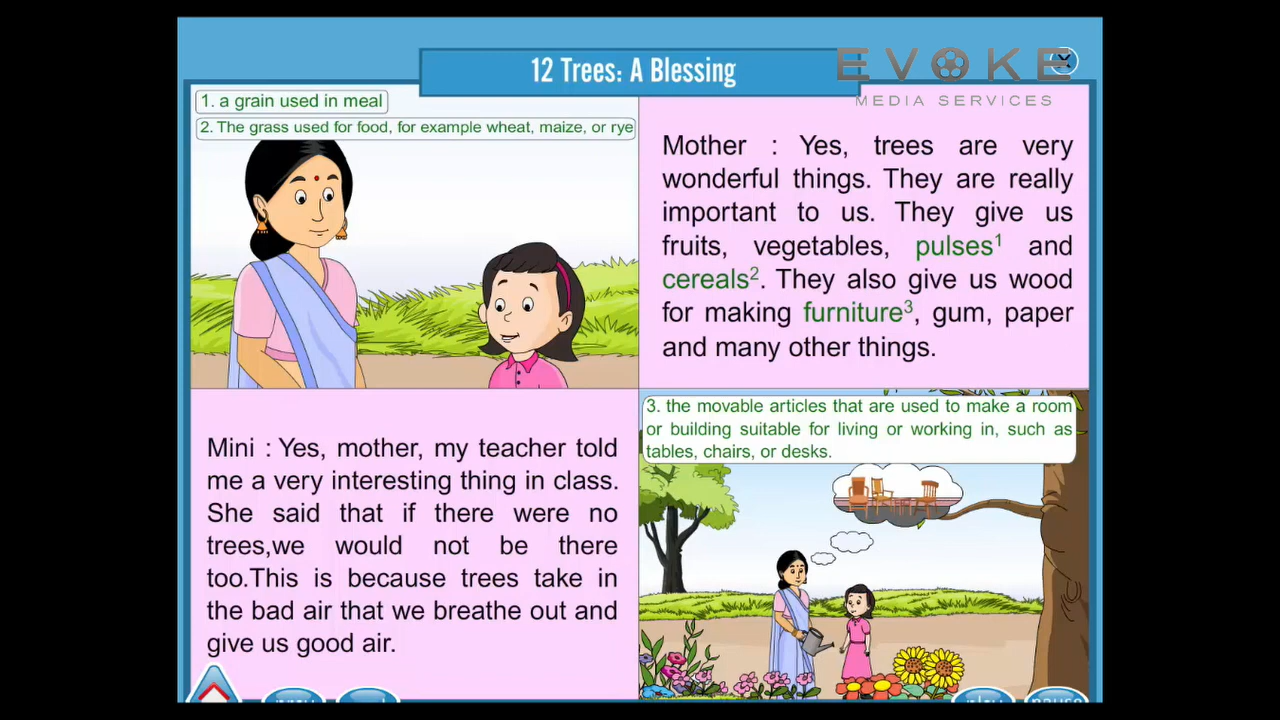 12 Trees: A Blessing
EVOKE
MEDIA SERVICES
1. a grain used in meal
2. The grass used for food, for example wheat, maize, or rye
Mother : Yes, trees are very
wonderful things. They are really
important to us. They give us
fruits, vegetables, pulses¹ and
cereals². They also give us wood
for making furniture³, gum, paper
and many other things.
Mini : Yes, mother, my teacher told
me a very interesting thing in class.
She said that if there were no
trees,we would not be there
too.This is because trees take in
the bad air that we breathe out and
give us good air.
3. the movable articles that are used to make a room
or building suitable for living or working in, such as
tables, chairs, or desks.